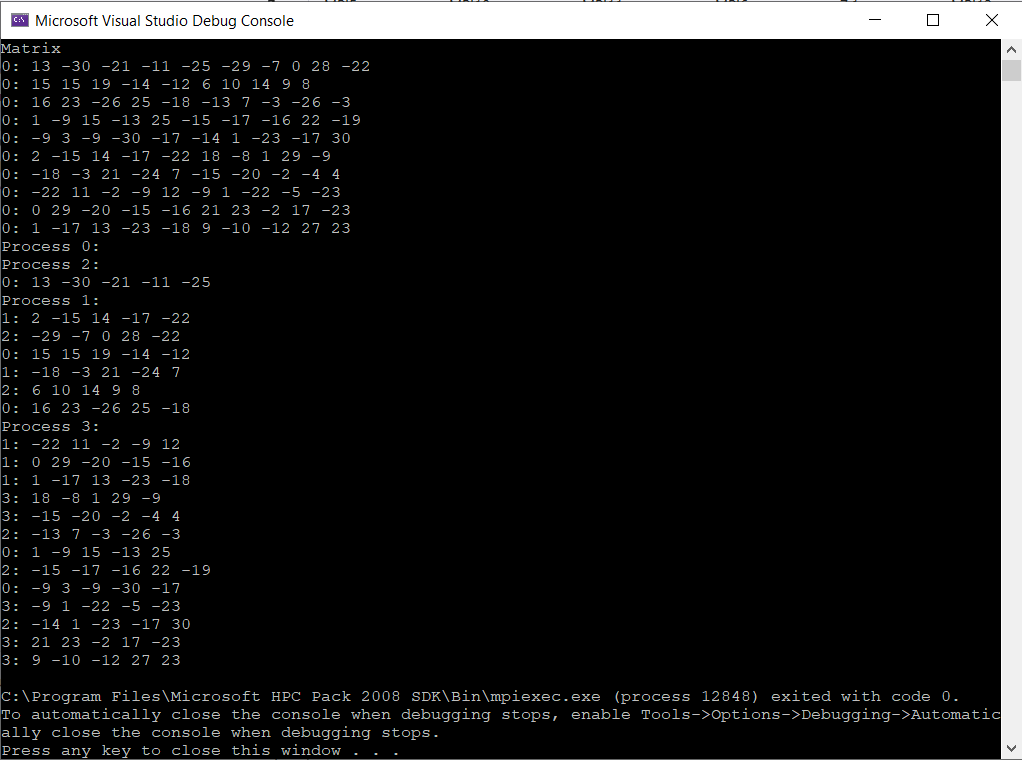 Microsoft Visual Studio Debug Console
Matrix
0: 13 -30 -21 -11 -25 -29 -7 0 28 -22
0: 15 15 19 -14 -12 6 10 14 9 8
0: 16 23 -26 25 -18 -13 7 -3 -26 -3
0: 1 -9 15 -13 25 -15 -17 -16 22 -19
0: -9 3 -9 -30 -17 -14 1 -23 -17 30
0: 2 -15 14 -17 -22 18 -8 1 29 -9
0: -18 -3 21 -24 7 -15 -20 -2 -4 4
0: -22 11 -2 -9 12 -9 1 -22 -5 -23
0: 0 29 -20 -15 -16 21 23 -2 17 -23
0: 1 -17 13 -23 -18 9 -10 -12 27 23
Process 0:
Process 2:
0: 13 -30 -21 -11 -25
Process 1:
1: 2 -15 14 -17 -22
2: -29 -7 0 28 -22
0: 15 15 19 -14 -12
1: -18 -3 21 -24 7
2: 6 10 14 9 8
0: 16 23 -26 25 -18
Process 3:
1: -22 11 -2 -9 12
1: 0 29 -20 -15 -16
1: 1 -17 13 -23 -18
3: 18 -8 1 29 -9
3: -15 -20 -2 -4 4
2: -13 7 -3 -26 -3
0: 1 -9 15 -13 25
2: -15 -17 -16 22 -19
0: -9 3 -9 -30 -17
3: -9 1 -22 -5 -23
2: -14 1 -23 -17 30
3: 21 23 -2 17 -23
3: 9 -10 -12 27 23
C:\Program Files\Microsoft HPC Pack 2008 SDK\Bin\mpiexec.exe (process 12848) exited with code 0.
To automatically close the console when debugging stops, enable Tools->Options->Debugging->Automatic
ally close the console when debugging stops.
Press any key to close this window . . .